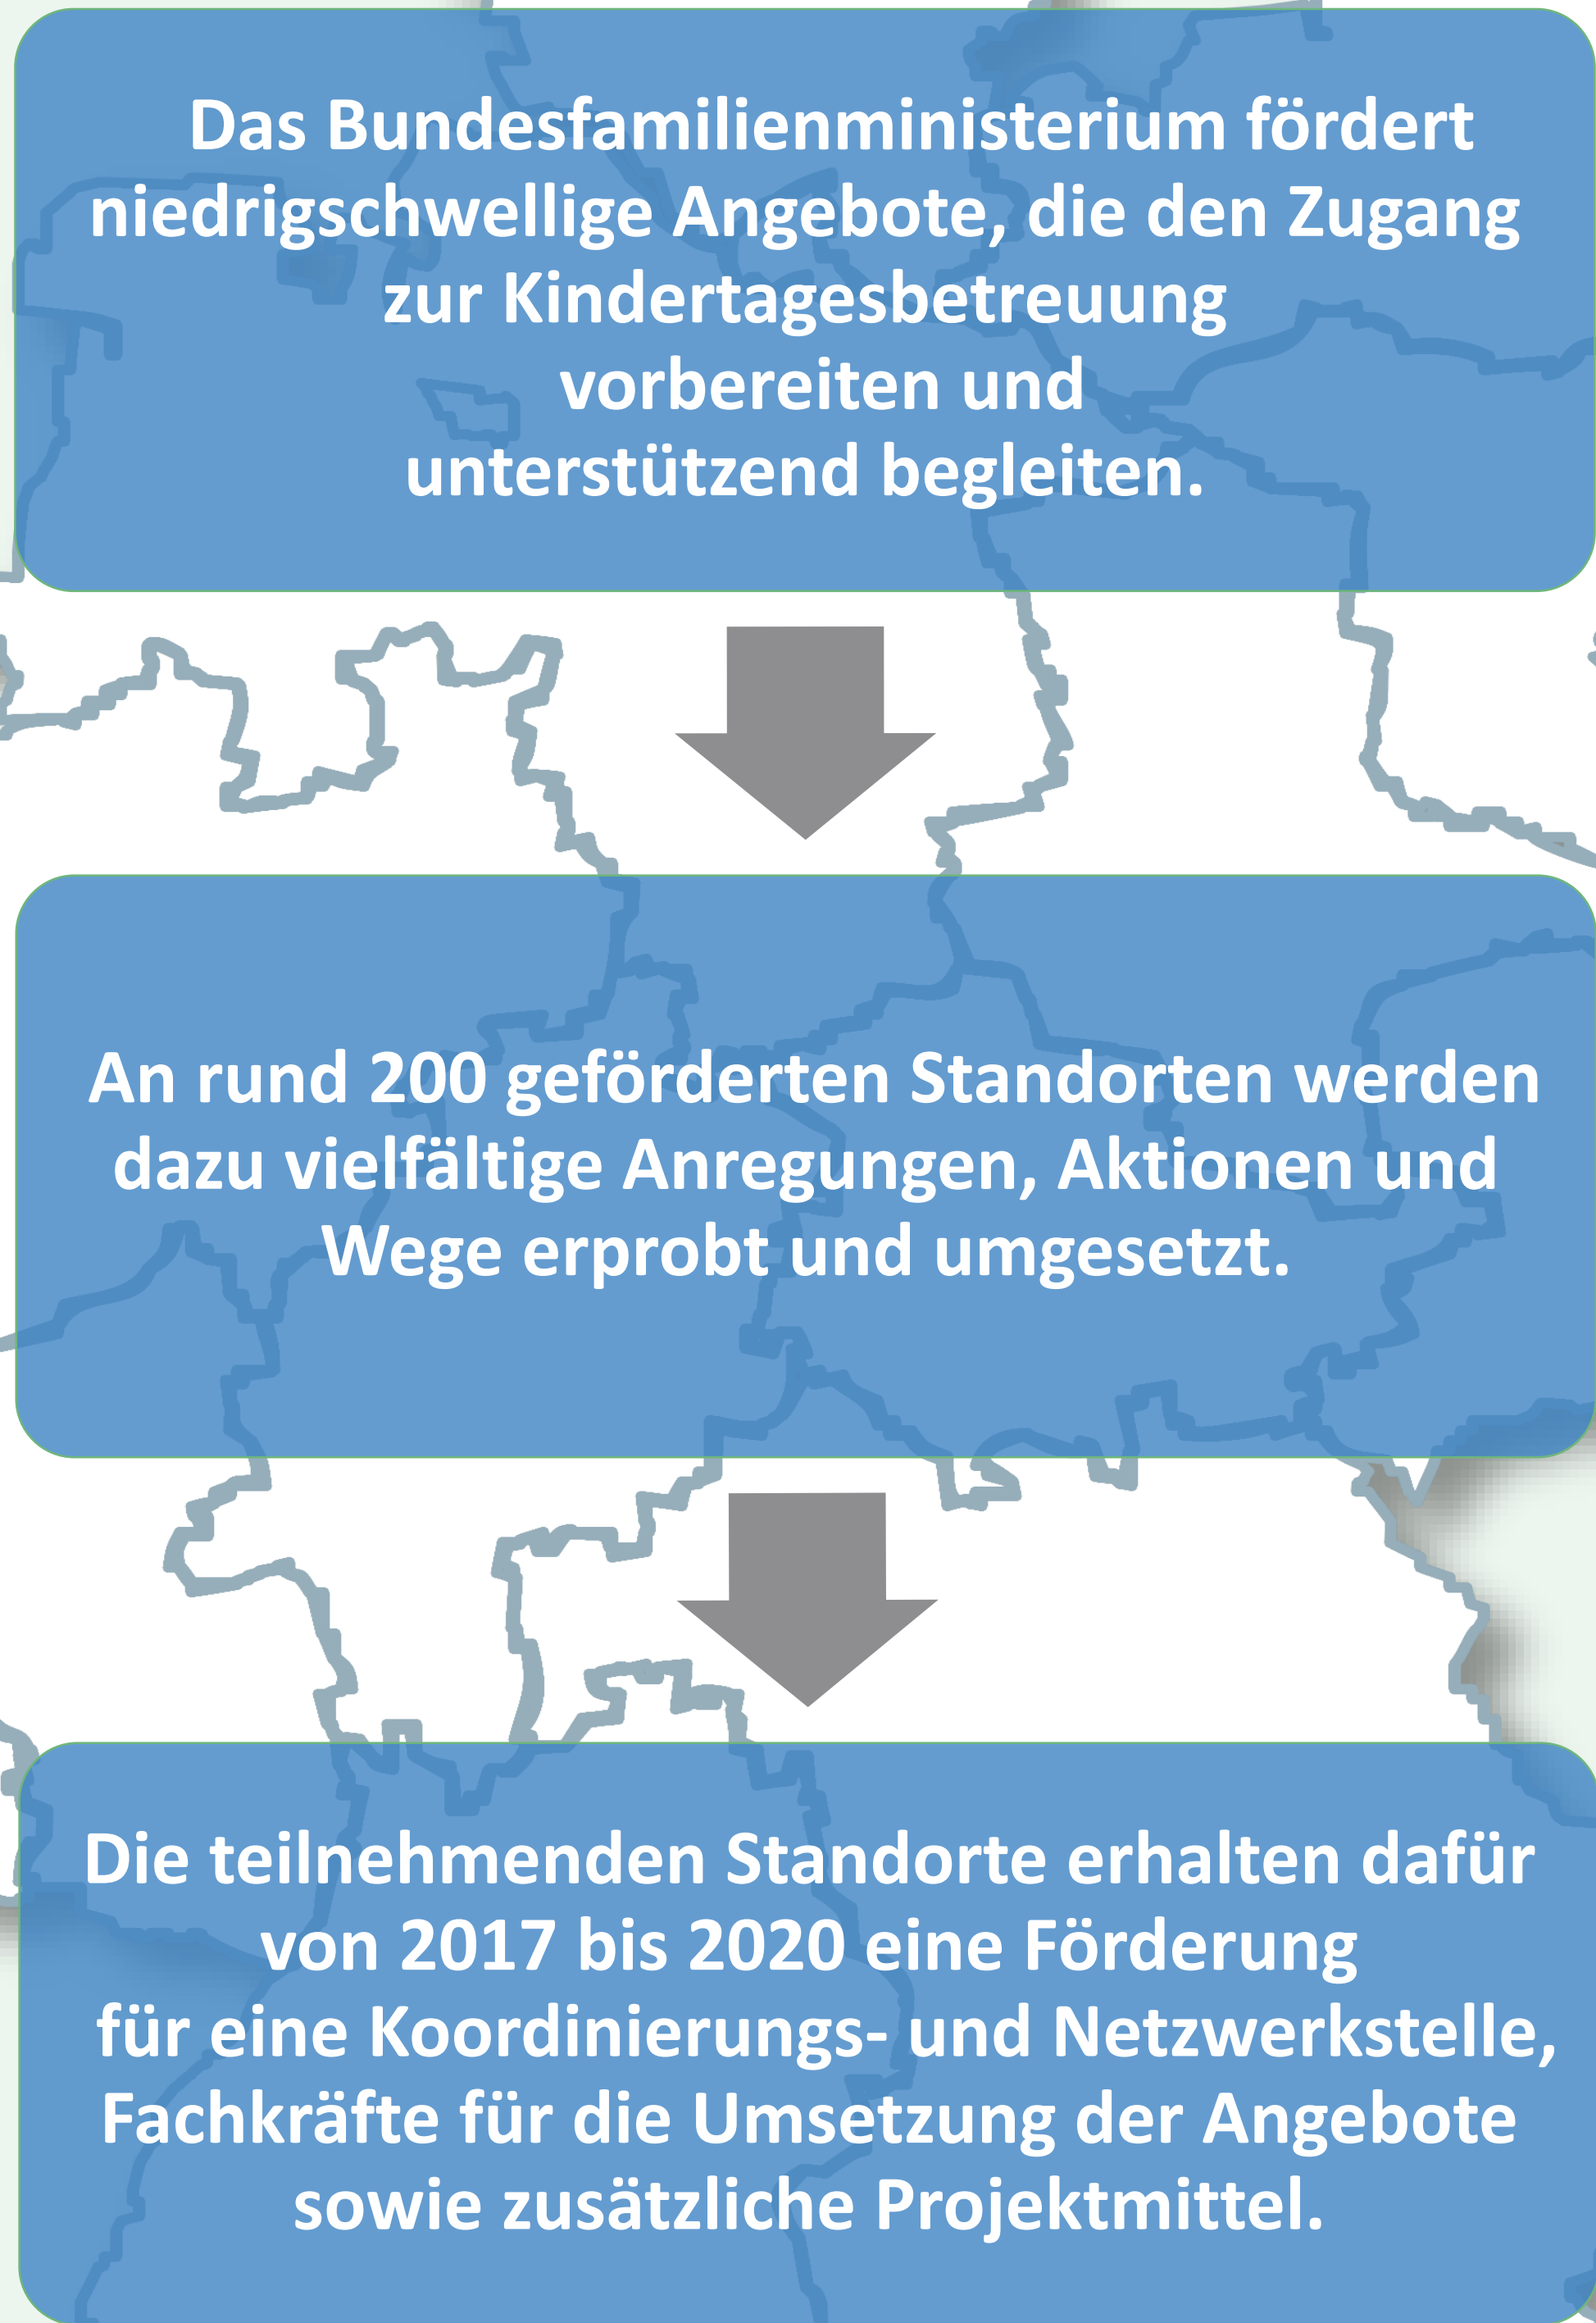 Das Bundesfamilienministerium fördert
niedrigschwellige Angebote, die den Zugang
zur Kindertagesbetreuung
vorbereiten und
unterstützend begleiten.
An rund 200 geförderten Standorten werden
dazu vielfältige Anregungen, Aktionen und
Wege erprobt und umgesetzt.
Die teilnehmenden Standorte erhalten dafür
von 2017 bis 2020 eine Förderung
für eine Koordinierungs- und Netzwerkstelle,
Fachkräfte für die Umsetzung der Angebote
sowie zusätzliche Projektmittel.